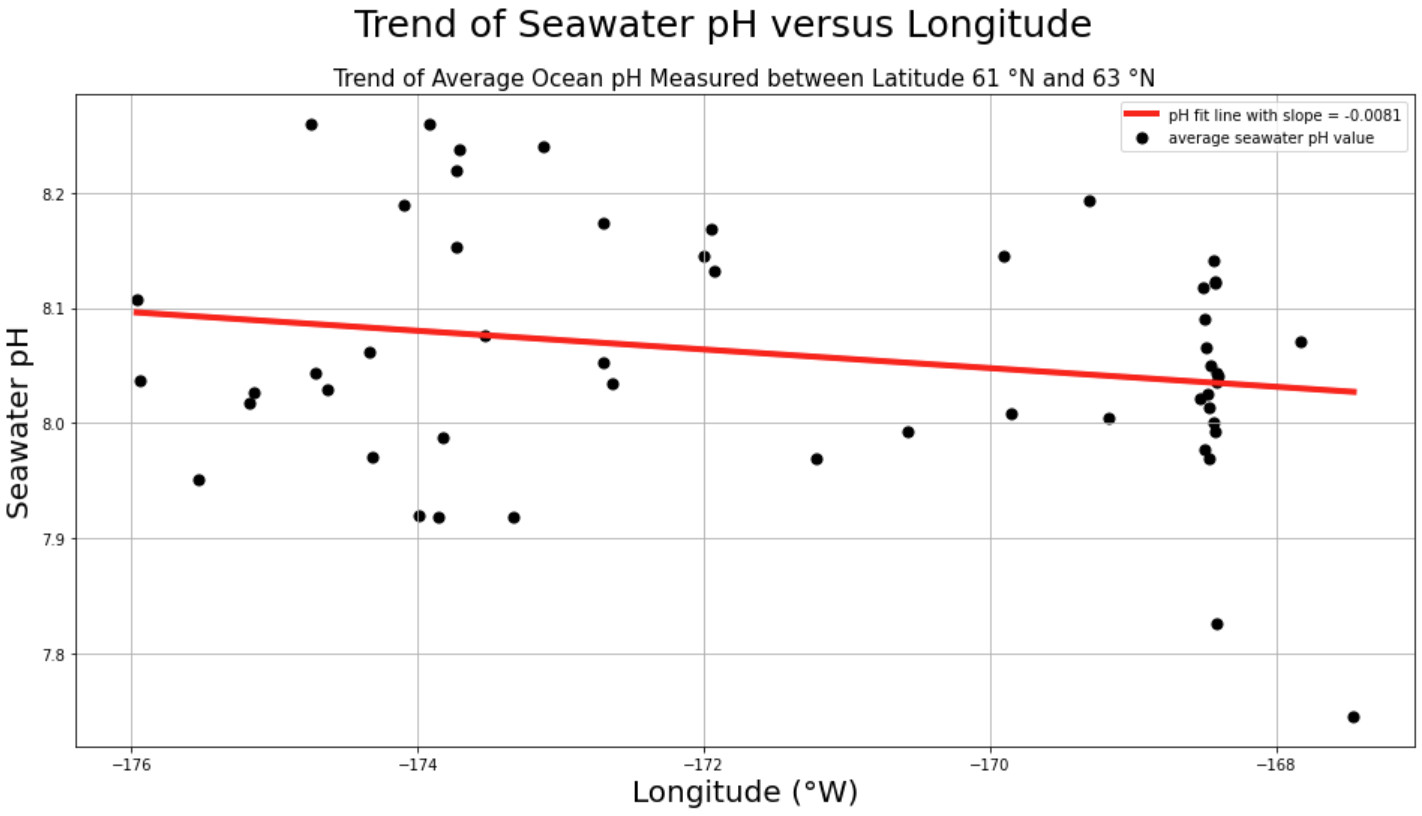 Trend of Seawater pH versus Longitude
Trend of Average Ocean pH Measured between Latitude 61 °N and 63 °N
pH fit line with slope = -0.0081
average seawater pH value
Seawater pH
8.2
8.1
8.0
7.9
7.8
−176
−174
−172
−170
−168
Longitude (°W)